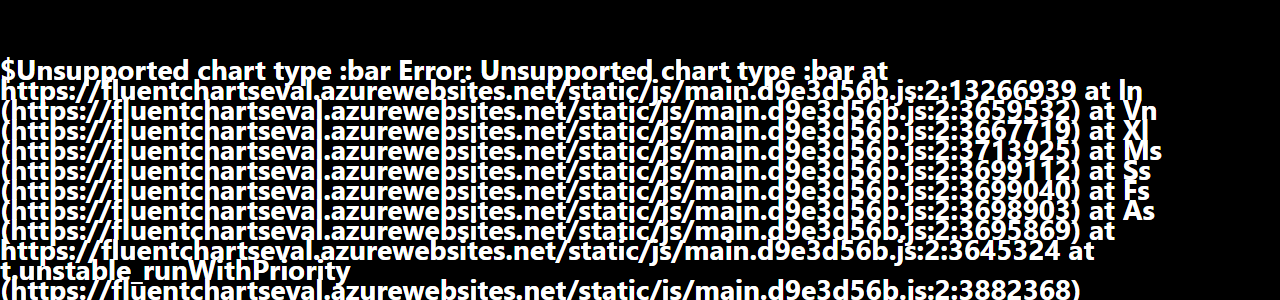 $Unsupported chart type :bar Error: Unsupported chart type :bar at
https://fluentchartseval.azurewebsites.net/static/js/main.d9e3d56b.js:2:13266939 at ln
(https://fluentchartseval.azurewebsites.net/static/js/main.d9e3d56b.js:2:3659532) at Vn
(https://fluentchartseval.azurewebsites.net/static/js/main.d9e3d56b.js:2:3667719) at Xl
(https://fluentchartseval.azurewebsites.net/static/js/main.d9e3d56b.js:2:3713925) at Ms
(https://fluentchartseval.azurewebsites.net/static/js/main.d9e3d56b.js:2:3699112) at Ss
(https://fluentchartseval.azurewebsites.net/static/js/main.d9e3d56b.js:2:3699040) at Fs
(https://fluentchartseval.azurewebsites.net/static/js/main.d9e3d56b.js:2:3698903) at As
(https://fluentchartseval.azurewebsites.net/static/js/main.d9e3d56b.js:2:3695869) at
https://fluentchartseval.azurewebsites.net/static/js/main.d9e3d56b.js:2:3645324 at
t.unstable_runWithPriority
(https://fluentchartseval.azurewebsites.net/static/js/main.d9e3d56b.js:2:3882368)